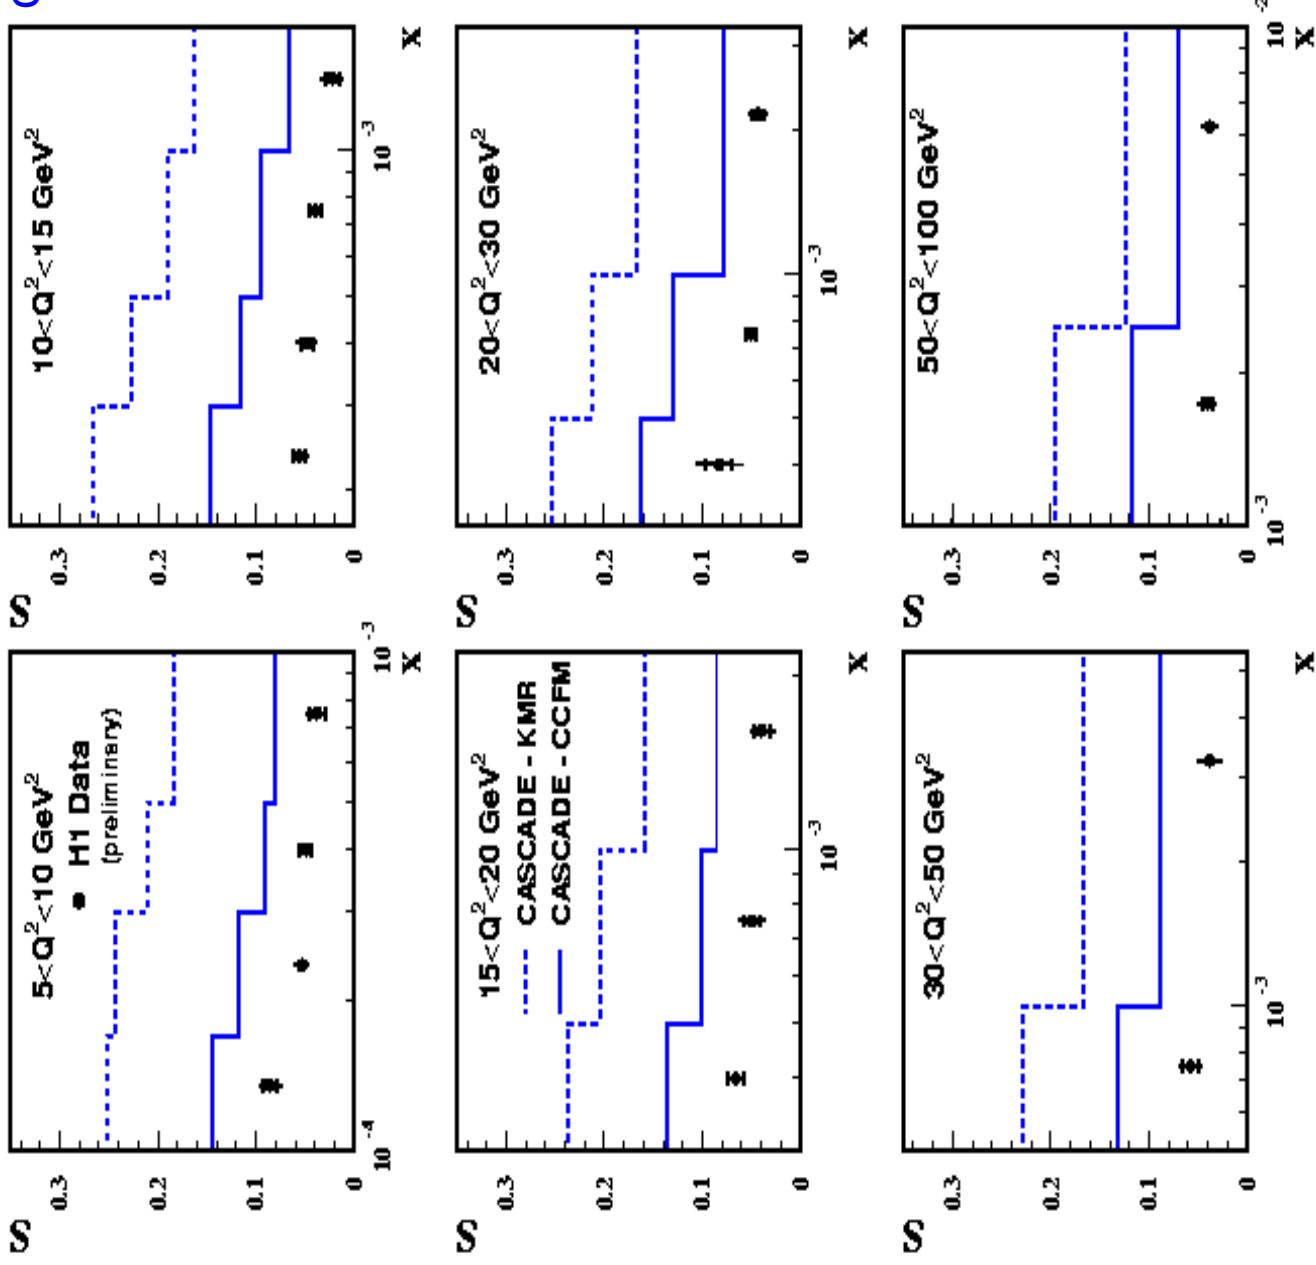 5<Q²<10 GeV²
H1 Data
(preliminary)
S
0.3
0.2
0.1
0
10⁻⁴
10⁻³
x
10<Q²<15 GeV²
S
0.3
0.2
0.1
0
10⁻³
x
15<Q²<20 GeV²
CASCADE - KMR
CASCADE - CCFM
S
0.3
0.2
0.1
0
10⁻³
x
20<Q²<30 GeV²
S
0.3
0.2
0.1
0
10⁻³
x
30<Q²<50 GeV²
S
0.3
0.2
0.1
0
10⁻³
x
50<Q²<100 GeV²
S
0.3
0.2
0.1
0
10⁻³
10⁻²
x